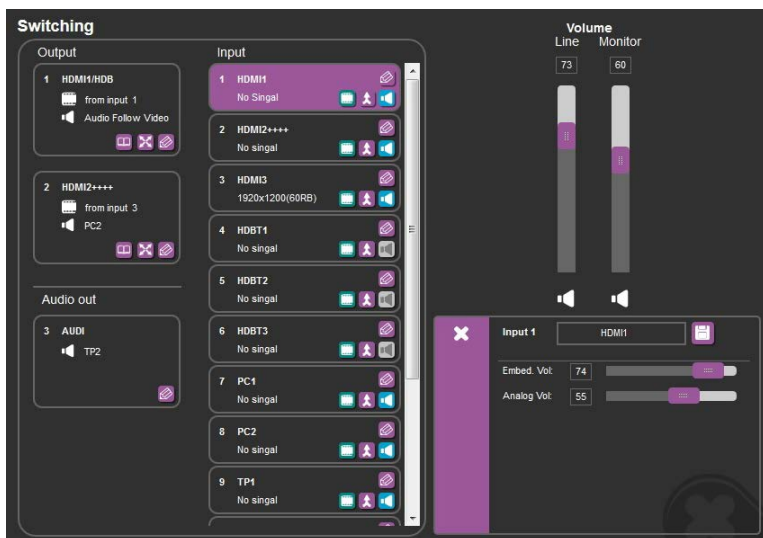 Switching
Output
1 HDMI1/HDB
from input 1
Audio Follow Video
2 HDMI2++++
from input 3
PC2
Audio out
3 AUDI
TP2
Input
1 HDMI1
No Singal
2 HDMI2++++
No singal
3 HDMI3
1920x1200(60RB)
4 HDBT1
No singal
5 HDBT2
No singal
6 HDBT3
No singal
7 PC1
No singal
8 PC2
No singal
9 TP1
No singal
Volume
Line Monitor
73 60
Input 1 HDMI1
Embed. Vol: 74
Analog Vol: 55